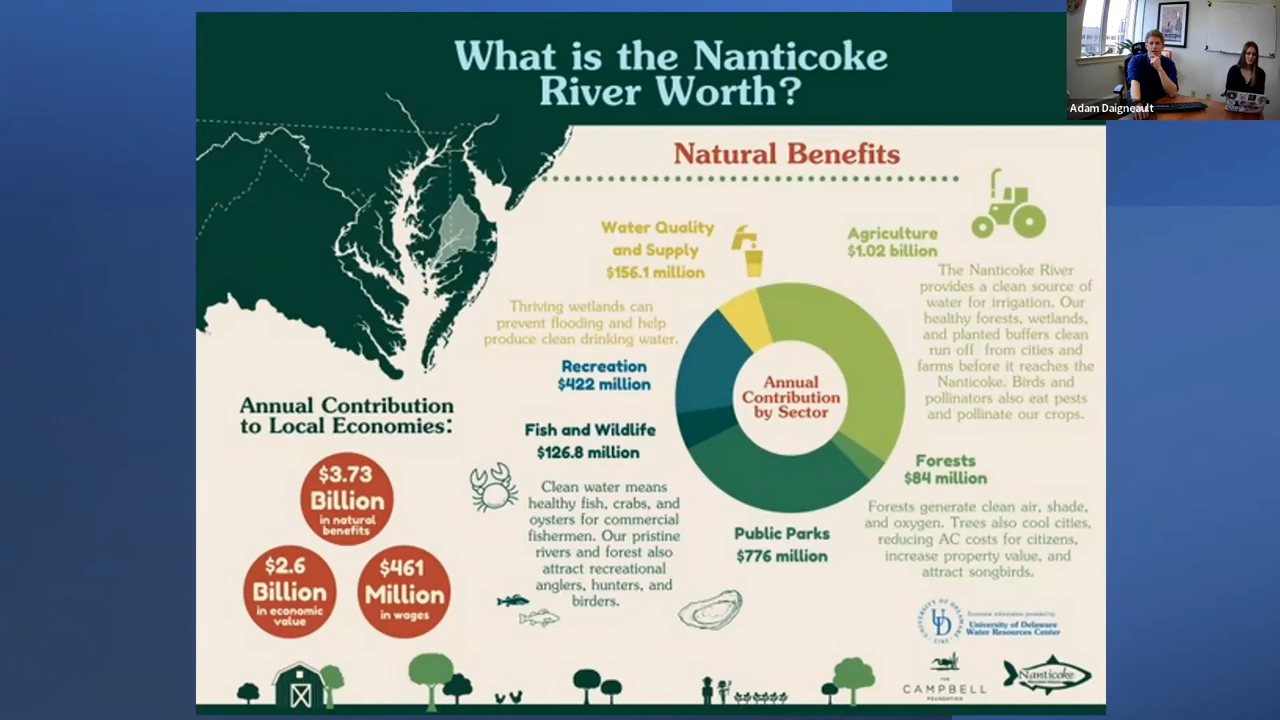 What is the Nanticoke
River Worth?
Adam Daigneault
Natural Benefits
Water Quality
and Supply
$156.1 million
Agriculture
$1.02 billion
The Nanticoke River
provides a clean source of
water for irrigation. Our
healthy forests, wetlands,
and planted buffers clean
run off from cities and
farms before it reaches the
Nanticoke. Birds and
pollinators also eat pests
and pollinate our crops.
Thriving wetlands can
prevent flooding and help
produce clean drinking water.
Recreation
$422 million
Annual
Contribution
by Sector
Annual Contribution
to Local Economies:
Fish and Wildlife
$126.8 million
Clean water means
healthy fish, crabs, and
oysters for commercial
fishermen. Our pristine
rivers and forest also
attract recreational
anglers, hunters, and
birders.
Forests
$84 million
Forests generate clean air, shade,
and oxygen. Trees also cool cities,
reducing AC costs for citizens,
increase property value, and
attract songbirds.
Public Parks
$776 million
$3.73
Billion
in natural
benefits
$2.6
Billion
in economic
value
$461
Million
in wages
UD
Economic information provided by:
University of Delaware
Water Resources Center
THE
CAMPBELL
FOUNDATION
Nanticoke